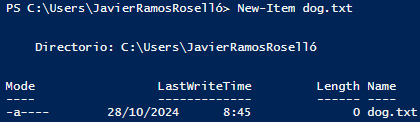 PS C:\Users\JavierRamosRoselló> New-Item dog.txt
Directorio: C:\Users\JavierRamosRoselló
Mode LastWriteTime Length Name
---- ------------- ------ ----
-a---- 28/10/2024 8:45 0 dog.txt